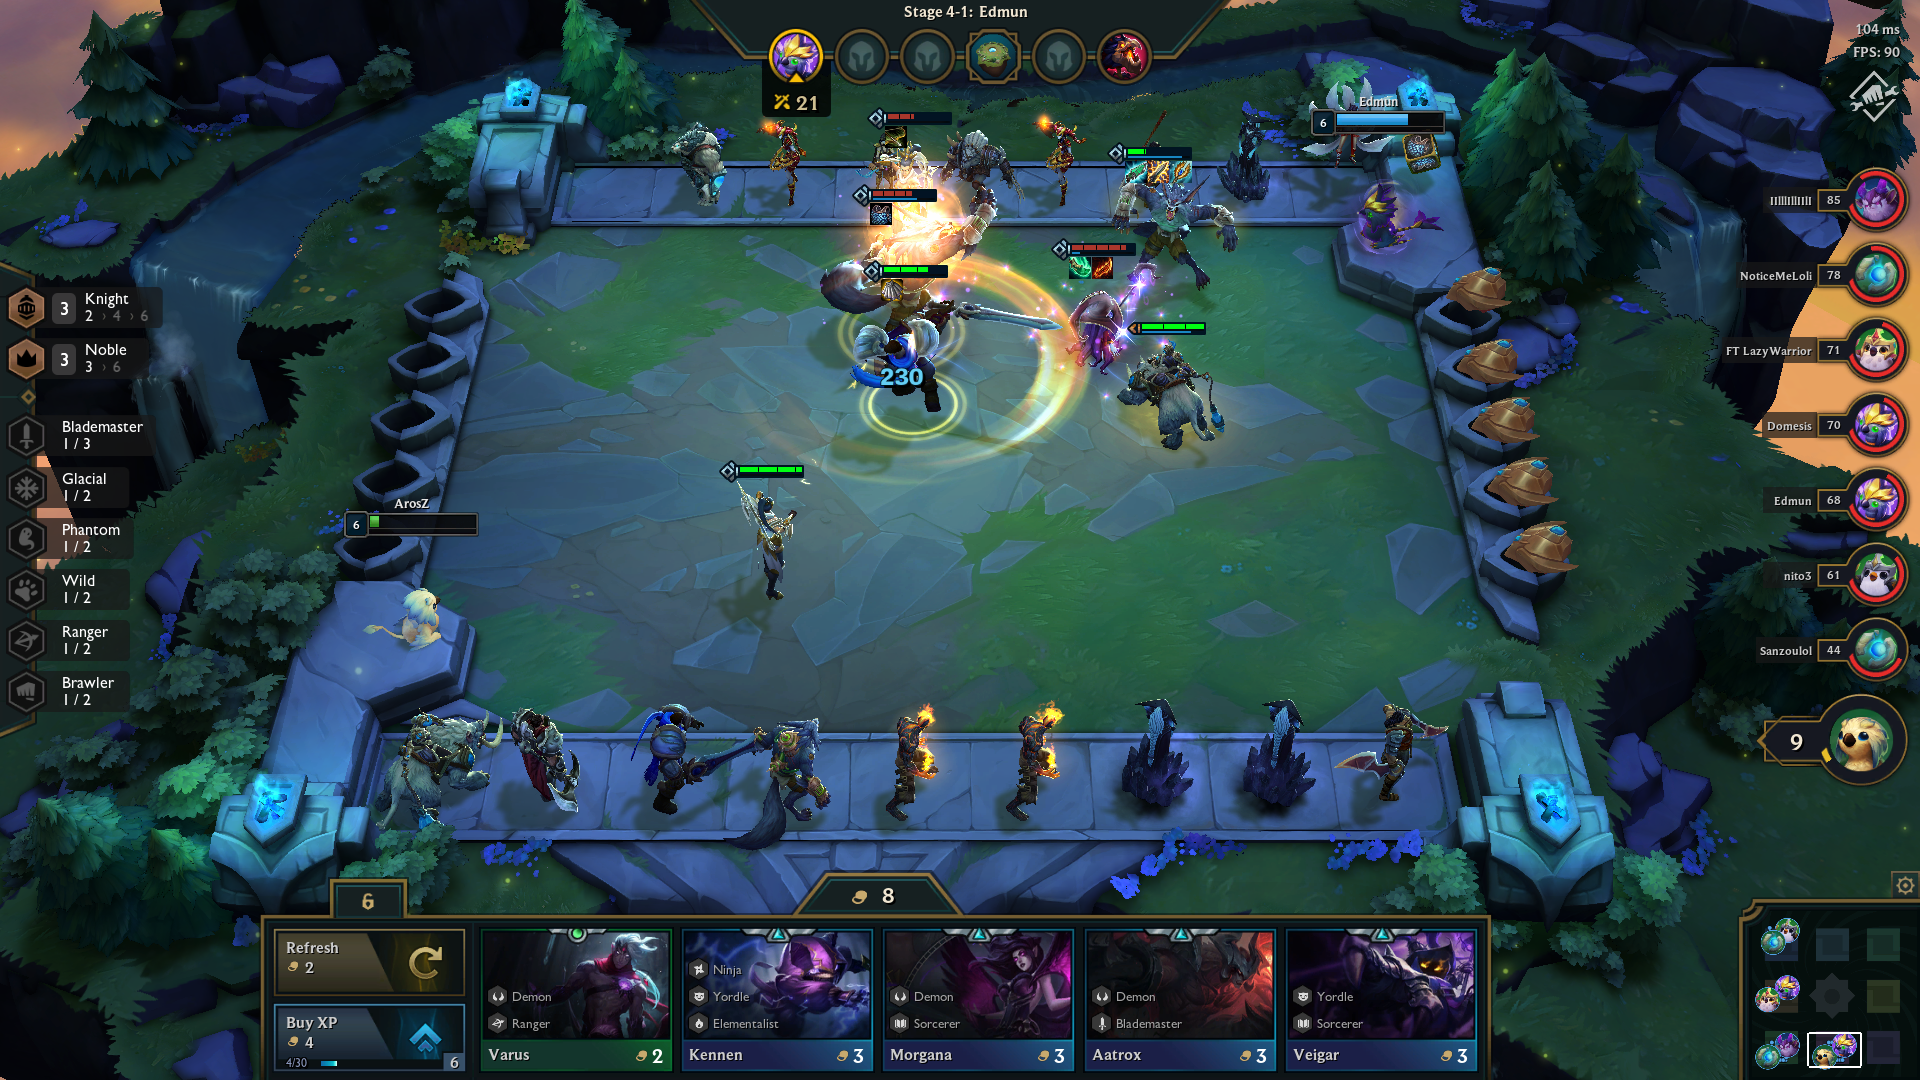 Stage 4-1: Edmun
104 ms
FPS: 90
21
Edmun
6
IIIIIIIIIII 85
NoticeMeLoli 78
FT LazyWarrior 71
Domesis 70
Edmun 68
nito3 61
Sanzoulol 44
9
3 Knight
2 › 4 › 6
3 Noble
3 › 6
Blademaster
1 / 3
Glacial
1 / 2
Phantom
1 / 2
Wild
1 / 2
Ranger
1 / 2
Brawler
1 / 2
230
ArosZ
6
6
8
Refresh
2
Buy XP
4
4/30
6
Demon
Ranger
Varus 2
Ninja
Yordle
Elementalist
Kennen 3
Demon
Sorcerer
Morgana 3
Demon
Blademaster
Aatrox 3
Yordle
Sorcerer
Veigar 3